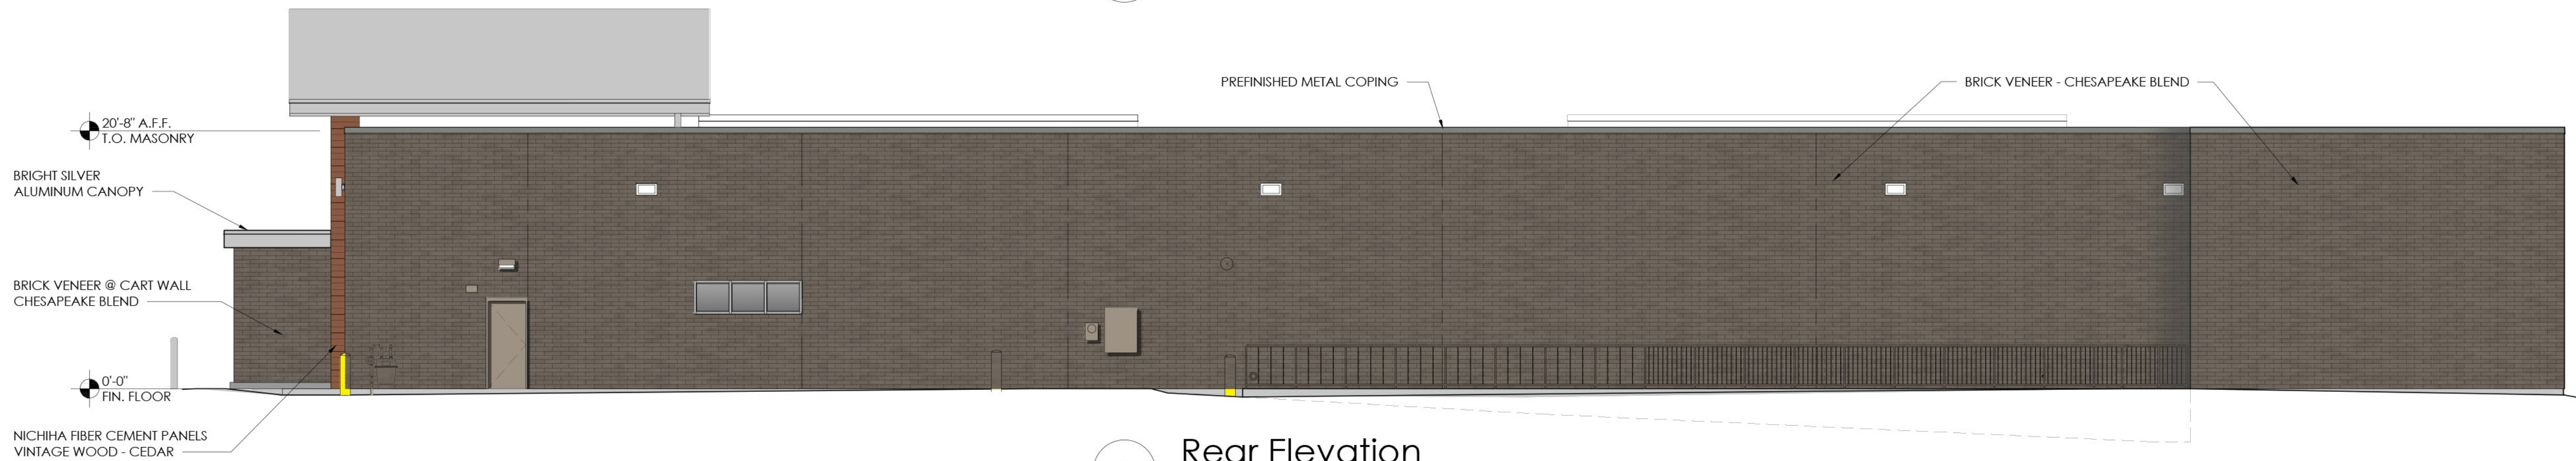 PREFINISHED METAL COPING
BRICK VENEER - CHESAPEAKE BLEND
20'-8" A.F.F.
T.O. MASONRY
BRIGHT SILVER
ALUMINUM CANOPY
BRICK VENEER @ CART WALL
CHESAPEAKE BLEND
0'-0"
FIN. FLOOR
NICHIHA FIBER CEMENT PANELS
VINTAGE WOOD - CEDAR
Rear Elevation